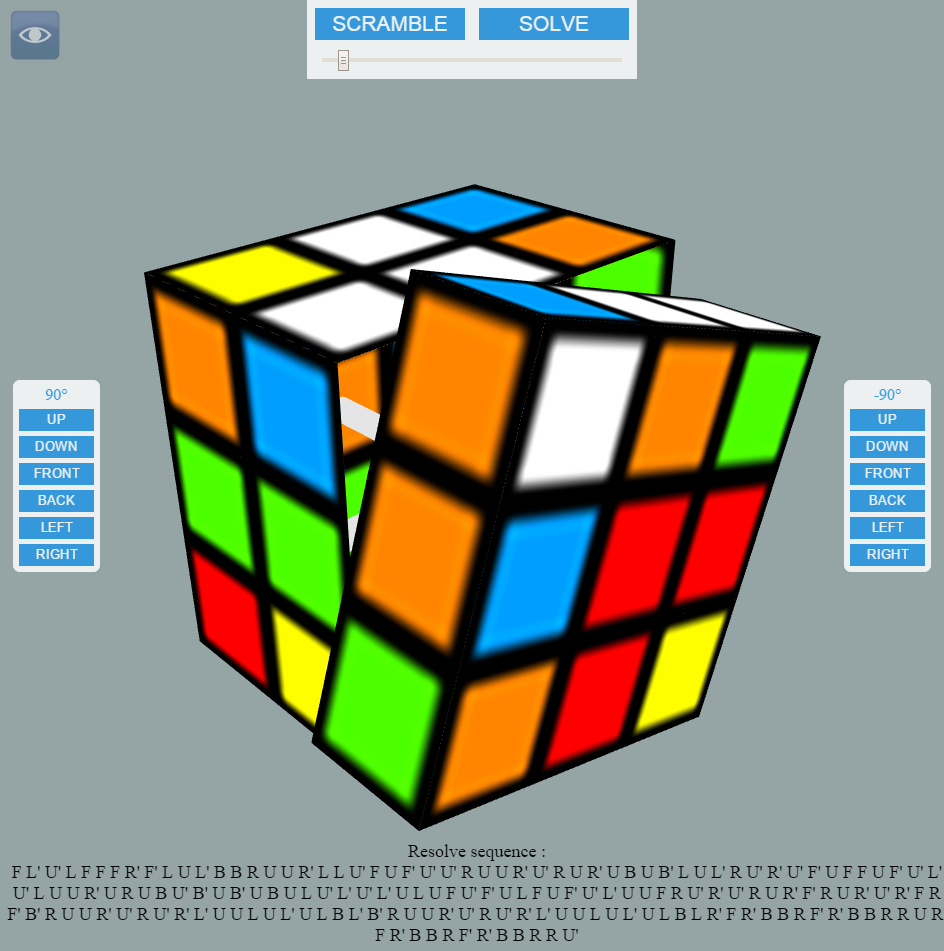 SCRAMBLE SOLVE
90°
UP
DOWN
FRONT
BACK
LEFT
RIGHT
-90°
UP
DOWN
FRONT
BACK
LEFT
RIGHT
Resolve sequence :
F L' U' L F F F R' F' L U L' B B R U U R' L L U' F U F' U' U' R U U R' U' R U R' U B U B' L U L' R U' R' U' F' U F F U F' U' L'
U' L U U R' U R U B U' B' U B' U B U L U' L' U' L' U L U F U' F' U L F U F' U' L' U U F R U' R' U' R U R' F' R U R' U' R' F R
F' B' R U U R' U' R U' R' L' U U L U L' U L B L' B' R U U R' U' R U' R' L' U U L U L' U L B L R' F R' B B R F' R' B B R R U R
F R' B B R F' R' B B R R U'